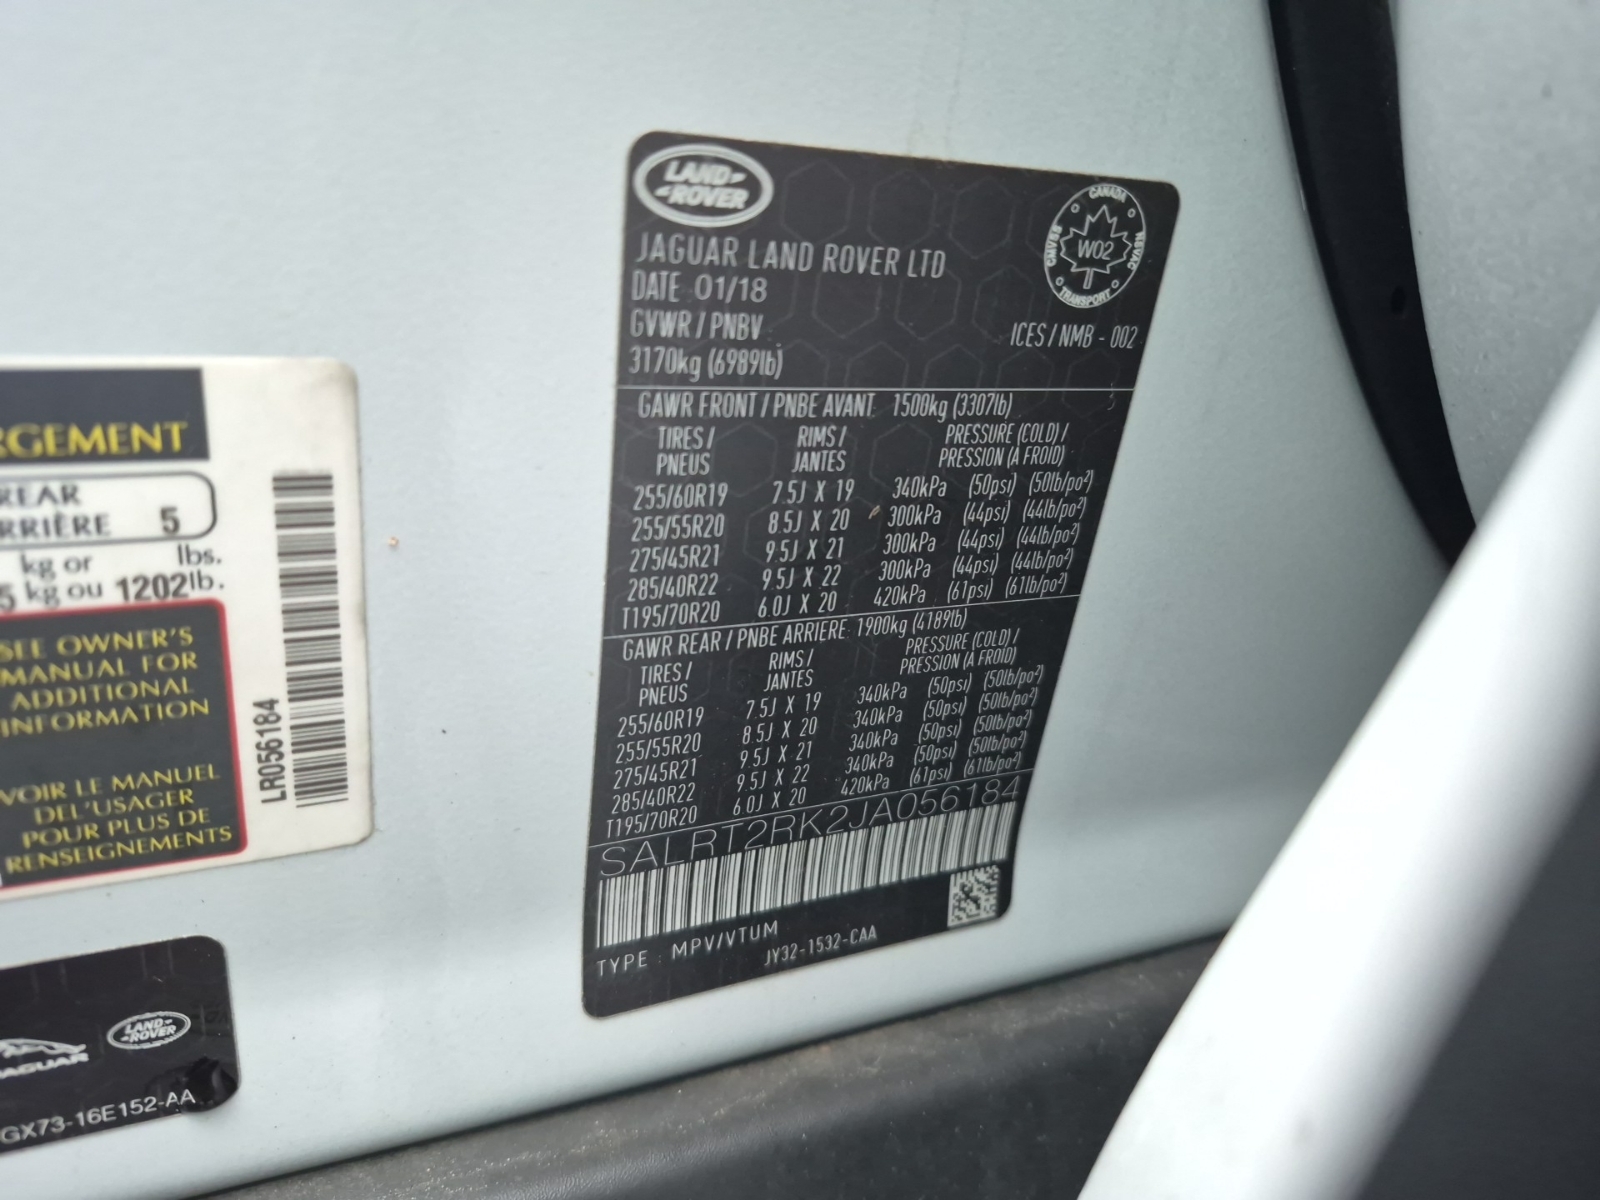 RGEMENT
REAR
RRIÈRE 5
kg or lbs.
5 kg ou 1202lb.
SEE OWNER'S
MANUAL FOR
ADDITIONAL
INFORMATION
VOIR LE MANUEL
DEL'USAGER
POUR PLUS DE
RENSEIGNEMENTS
LR056184
JAGUAR
LAND ROVER
GX73-16E152-AA
LAND
ROVER
CANADA
CMVSS NSVAC
W02
TRANSPORT
JAGUAR LAND ROVER LTD
DATE 01/18
GVWR / PNBV
ICES / NMB - 002
3170kg (6989lb)
GAWR FRONT / PNBE AVANT: 1500kg (3307lb)
TIRES / RIMS / PRESSURE (COLD) /
PNEUS JANTES PRESSION (A FROID)
255/60R19 7.5J X 19 340kPa (50psi) (50lb/po²)
255/55R20 8.5J X 20 300kPa (44psi) (44lb/po²)
275/45R21 9.5J X 21 300kPa (44psi) (44lb/po²)
285/40R22 9.5J X 22 300kPa (44psi) (44lb/po²)
T195/70R20 6.0J X 20 420kPa (61psi) (61lb/po²)
GAWR REAR / PNBE ARRIERE: 1900kg (4189lb)
TIRES / RIMS / PRESSURE (COLD) /
PNEUS JANTES PRESSION (A FROID)
255/60R19 7.5J X 19 340kPa (50psi) (50lb/po²)
255/55R20 8.5J X 20 340kPa (50psi) (50lb/po²)
275/45R21 9.5J X 21 340kPa (50psi) (50lb/po²)
285/40R22 9.5J X 22 340kPa (50psi) (50lb/po²)
T195/70R20 6.0J X 20 420kPa (61psi) (61lb/po²)
SALRT2RK2JA056184
TYPE : MPV/VTUM
JY32-1532-CAA